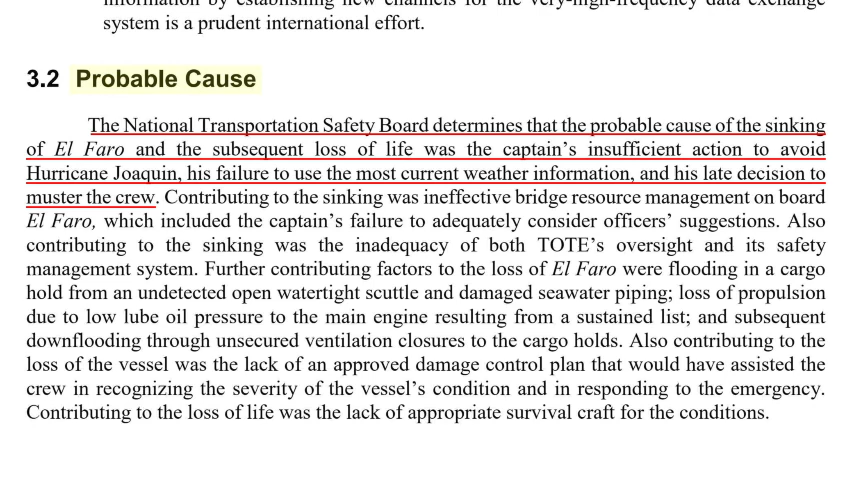 information by establishing new channels for the very-high-frequency data exchange
system is a prudent international effort.
3.2 Probable Cause
The National Transportation Safety Board determines that the probable cause of the sinking
of El Faro and the subsequent loss of life was the captain’s insufficient action to avoid
Hurricane Joaquin, his failure to use the most current weather information, and his late decision to
muster the crew. Contributing to the sinking was ineffective bridge resource management on board
El Faro, which included the captain’s failure to adequately consider officers’ suggestions. Also
contributing to the sinking was the inadequacy of both TOTE’s oversight and its safety
management system. Further contributing factors to the loss of El Faro were flooding in a cargo
hold from an undetected open watertight scuttle and damaged seawater piping; loss of propulsion
due to low lube oil pressure to the main engine resulting from a sustained list; and subsequent
downflooding through unsecured ventilation closures to the cargo holds. Also contributing to the
loss of the vessel was the lack of an approved damage control plan that would have assisted the
crew in recognizing the severity of the vessel’s condition and in responding to the emergency.
Contributing to the loss of life was the lack of appropriate survival craft for the conditions.